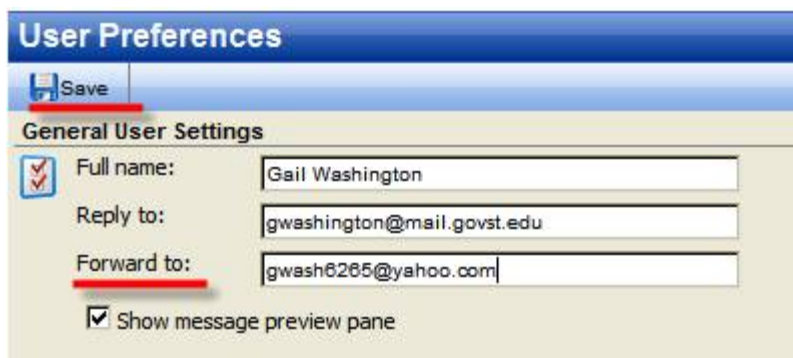 User Preferences
Save
General User Settings
Full name: Gail Washington
Reply to: gwashington@mail.govst.edu
Forward to: gwash6265@yahoo.com
Show message preview pane